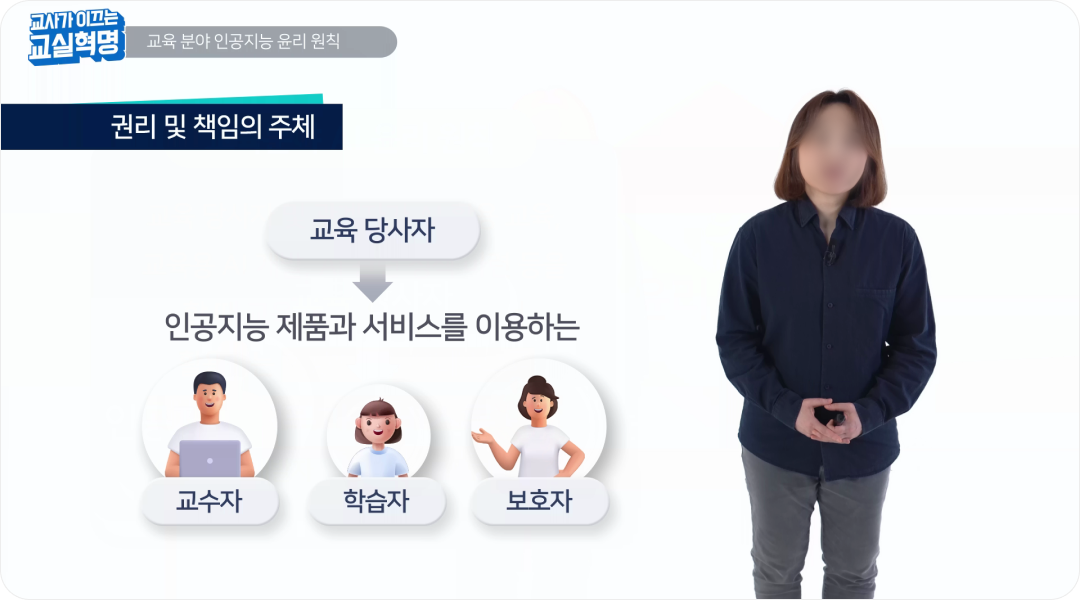 교사가 이끄는
교실혁명
교육 분야 인공지능 윤리 원칙
권리 및 책임의 주체
교육 당사자
인공지능 제품과 서비스를 이용하는
교수자
학습자
보호자